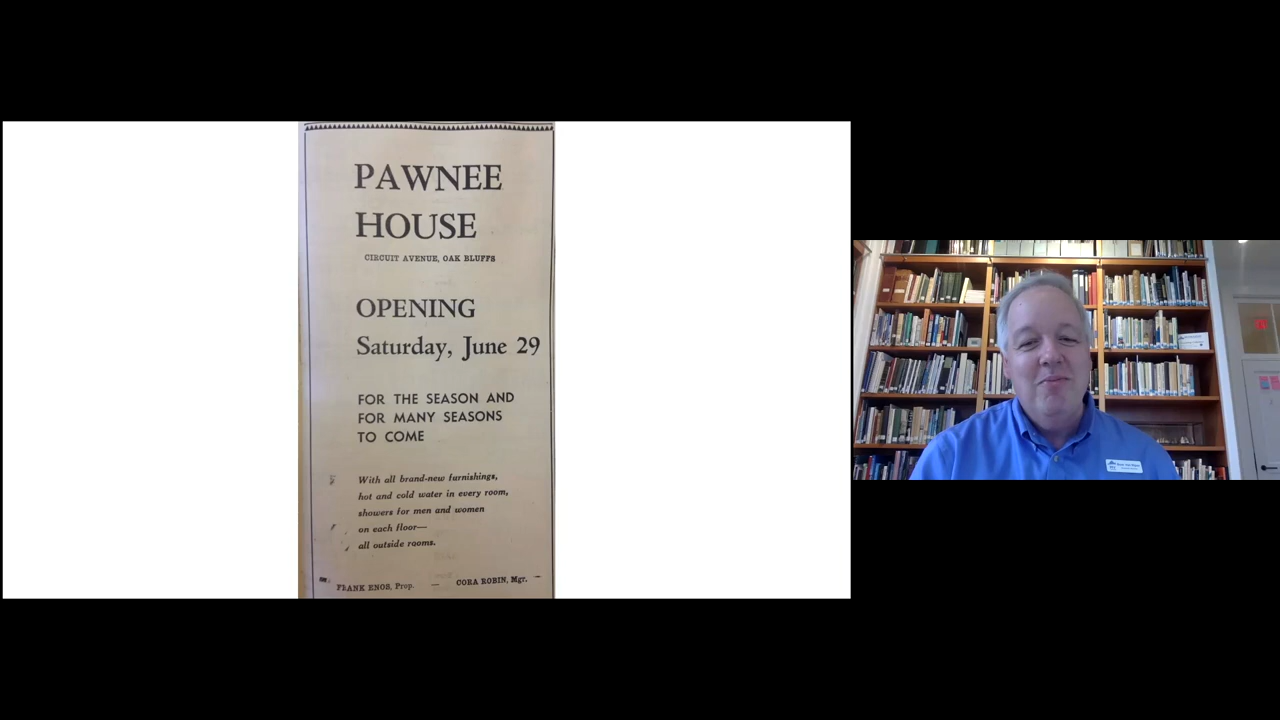 PAWNEE
HOUSE
CIRCUIT AVENUE, OAK BLUFFS
OPENING
Saturday, June 29
FOR THE SEASON AND
FOR MANY SEASONS
TO COME
With all brand-new furnishings,
hot and cold water in every room,
showers for men and women
on each floor—
all outside rooms.
FRANK ENOS, Prop. — CORA ROBIN, Mgr. —